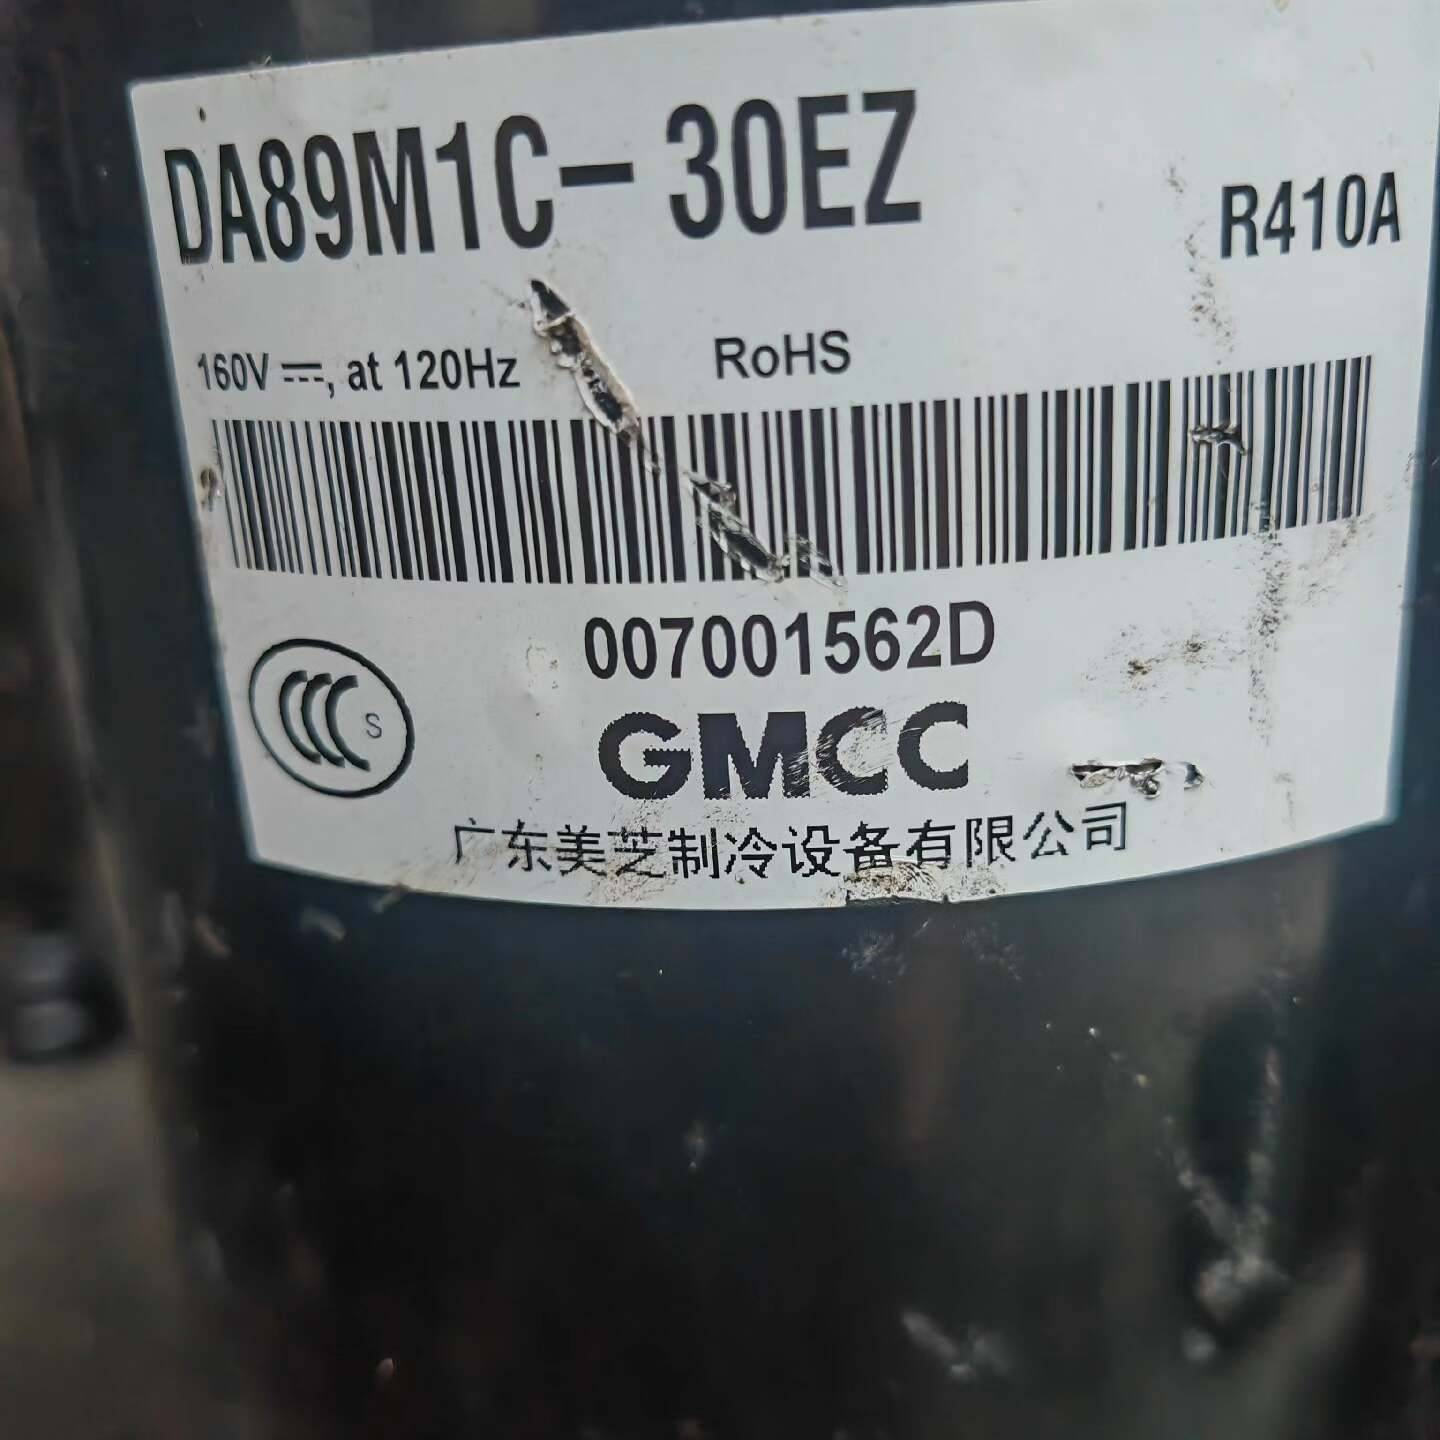 DA89M1C-30EZ
R410A
160V ⎓, at 120Hz
RoHS
007001562D
CCC S
GMCC
广东美芝制冷设备有限公司